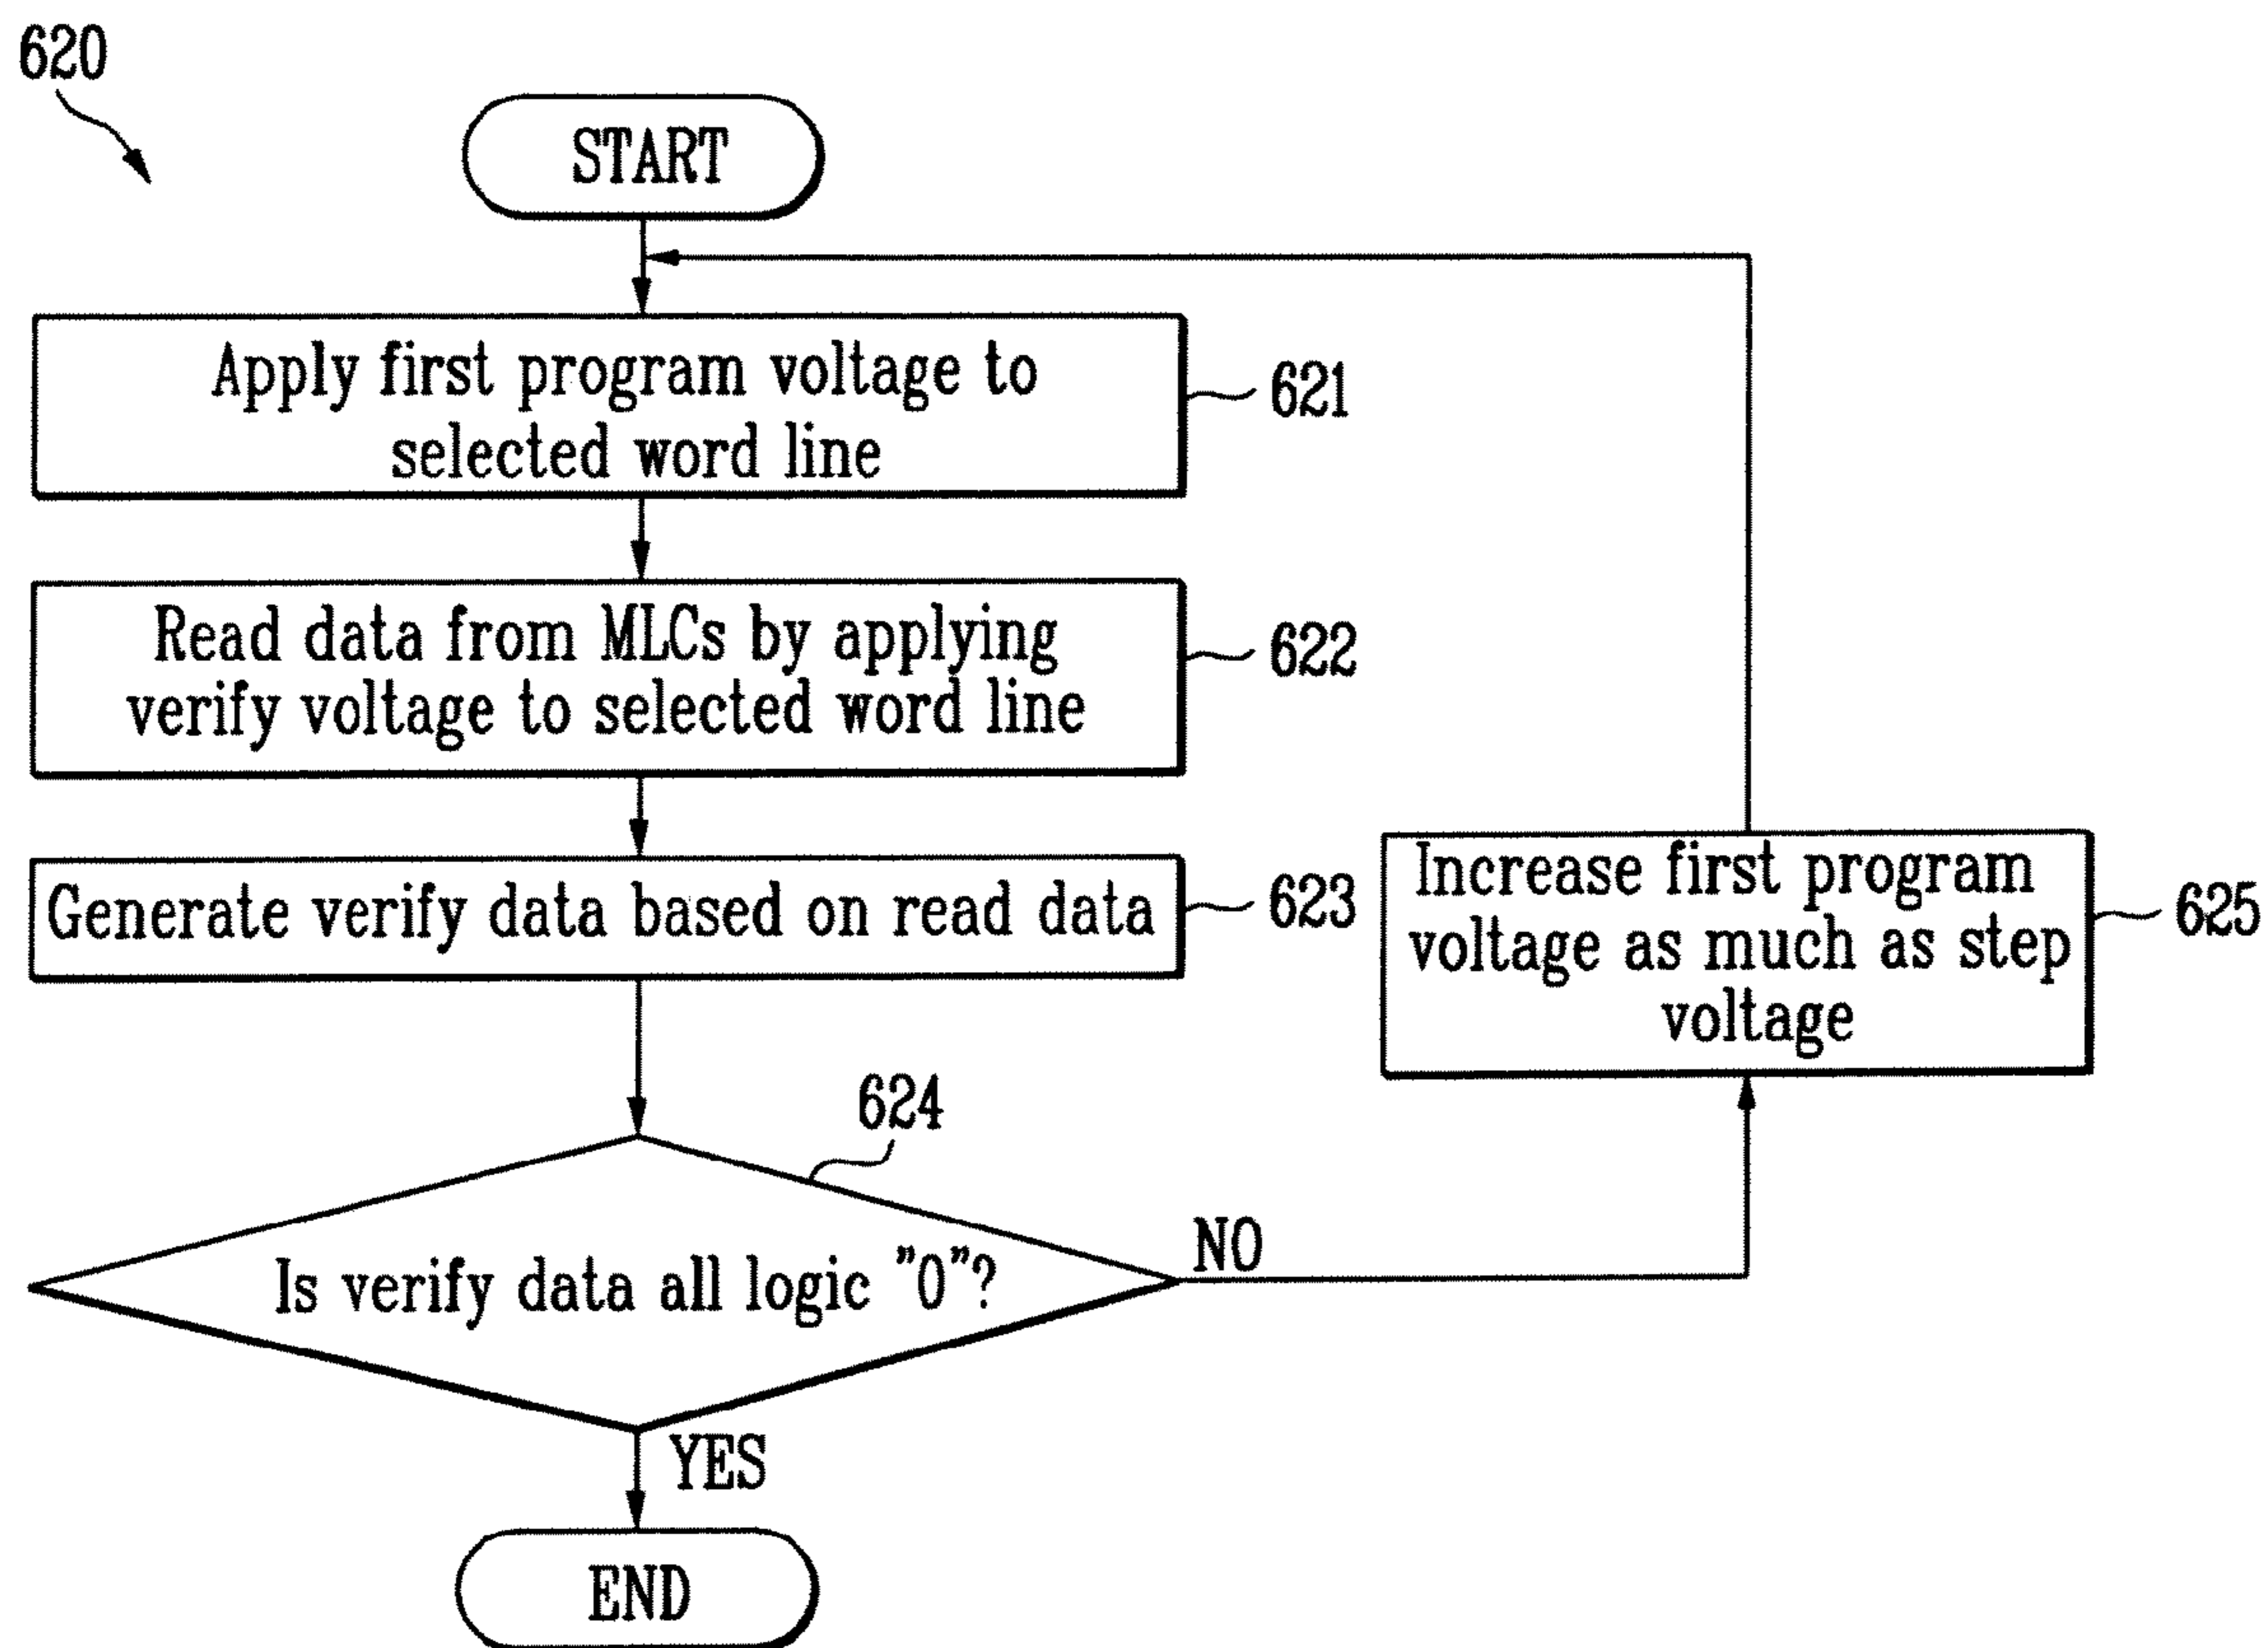 620
START
Apply first program voltage to
selected word line
621
Read data from MLCs by applying
verify voltage to selected word line
622
Generate verify data based on read data
623
Increase first program
voltage as much as step
voltage
625
624
Is verify data all logic "0"?
NO
YES
END